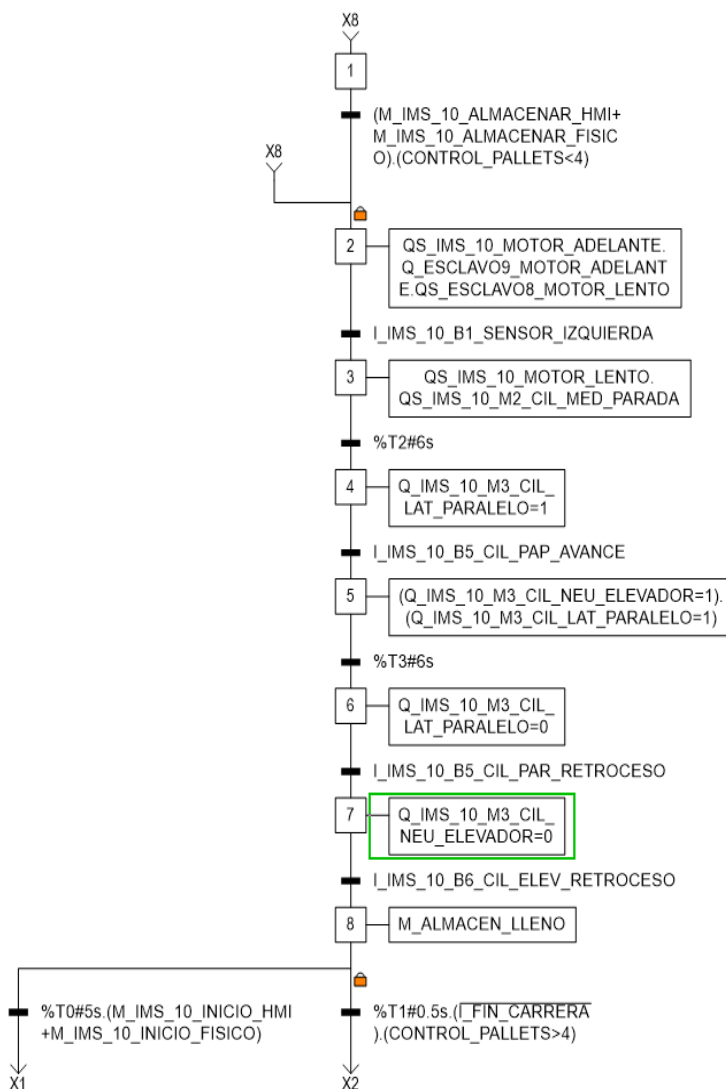 X8
1
(M_IMS_10_ALMACENAR_HMI+
M_IMS_10_ALMACENAR_FISIC
O).(CONTROL_PALLETS<4)
X8
2
QS_IMS_10_MOTOR_ADELANTE.
Q_ESCLAVO9_MOTOR_ADELANT
E.QS_ESCLAVO8_MOTOR_LENTO
I_IMS_10_B1_SENSOR_IZQUIERDA
3
QS_IMS_10_MOTOR_LENTO.
QS_IMS_10_M2_CIL_MED_PARADA
%T2#6s
4
Q_IMS_10_M3_CIL_
LAT_PARALELO=1
I_IMS_10_B5_CIL_PAP_AVANCE
5
(Q_IMS_10_M3_CIL_NEU_ELEVADOR=1).
(Q_IMS_10_M3_CIL_LAT_PARALELO=1)
%T3#6s
6
Q_IMS_10_M3_CIL_
LAT_PARALELO=0
I_IMS_10_B5_CIL_PAR_RETROCESO
7
Q_IMS_10_M3_CIL_
NEU_ELEVADOR=0
I_IMS_10_B6_CIL_ELEV_RETROCESO
8
M_ALMACEN_LLENO
%T0#5s.(M_IMS_10_INICIO_HMI
+M_IMS_10_INICIO_FISICO)
%T1#0.5s.(I_FIN_CARRERA
).(CONTROL_PALLETS>4)
X1
X2